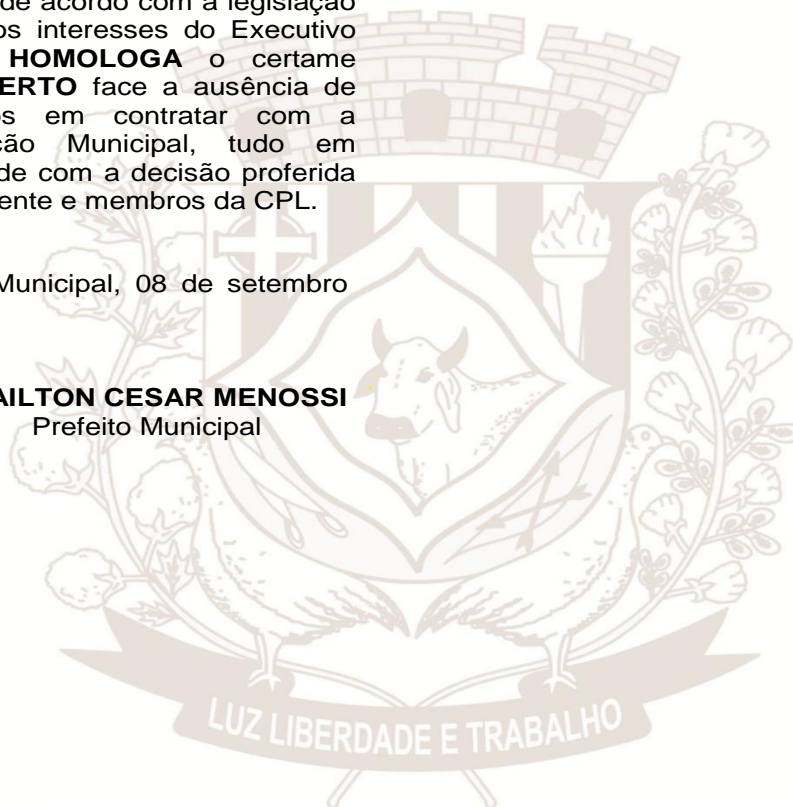 de acordo com a legislação
os interesses do Executivo
HOMOLOGA o certame
ERTO face a ausência de
os em contratar com a
ção Municipal, tudo em
de com a decisão proferida
ente e membros da CPL.
Municipal, 08 de setembro
AILTON CESAR MENOSSI
Prefeito Municipal
LUZ LIBERDADE E TRABALHO